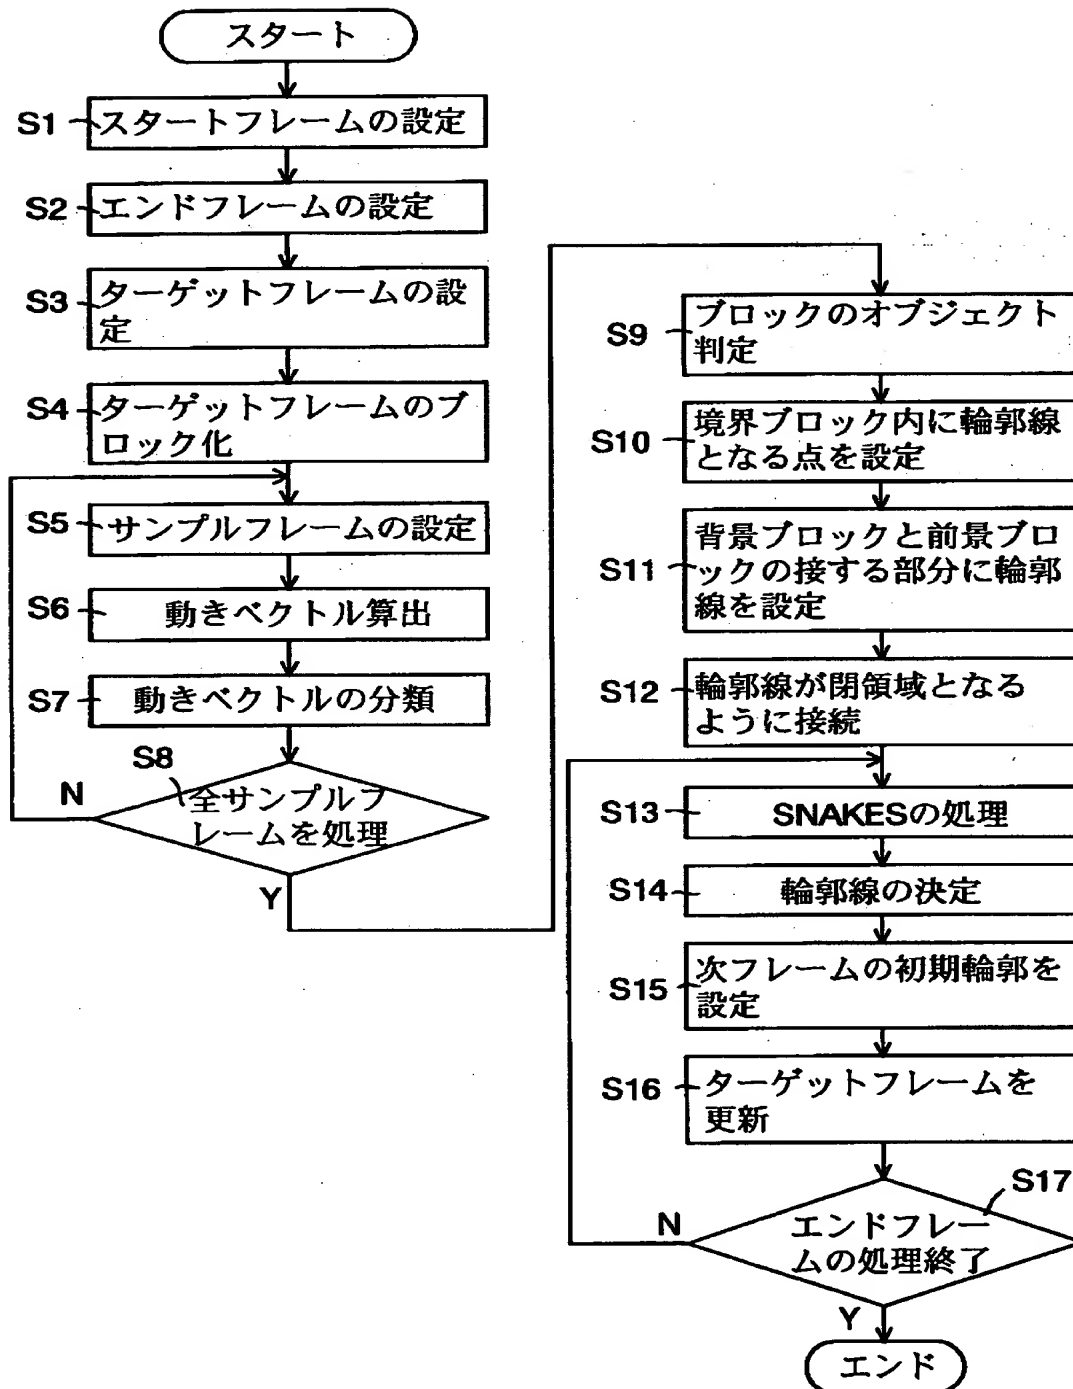 スタート
S1
スタートフレームの設定
S2
エンドフレームの設定
S3
ターゲットフレームの設
定
S4
ターゲットフレームのブ
ロック化
S5
サンプルフレームの設定
S6
動きベクトル算出
S7
動きベクトルの分類
S8
全サンプルフ
レームを処理
N
Y
S9
ブロックのオブジェクト
判定
S10
境界ブロック内に輪郭線
となる点を設定
S11
背景ブロックと前景ブロ
ックの接する部分に輪郭
線を設定
S12
輪郭線が閉領域となる
ように接続
S13
SNAKESの処理
S14
輪郭線の決定
S15
次フレームの初期輪郭を
設定
S16
ターゲットフレームを
更新
S17
エンドフレー
ムの処理終了
N
Y
エンド